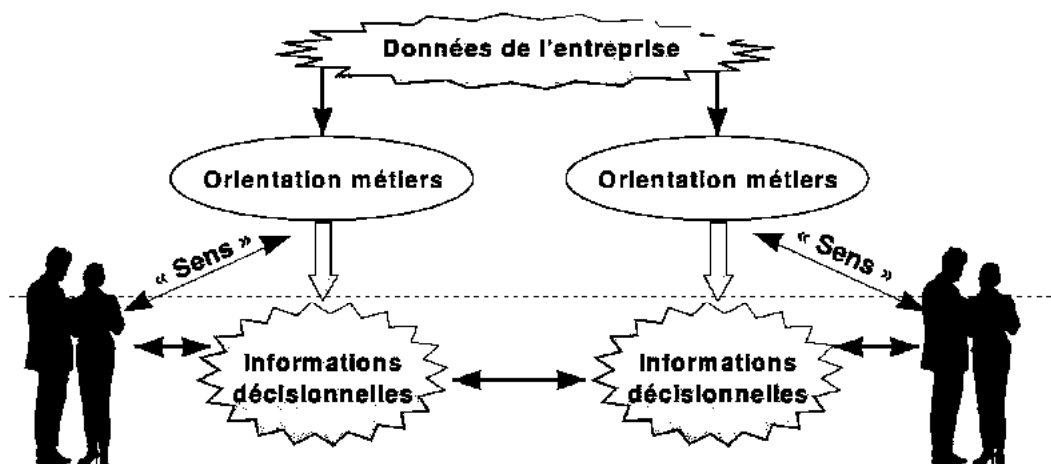 Données de l'entreprise
Orientation métiers
Orientation métiers
« Sens »
« Sens »
Informations
décisionnelles
Informations
décisionnelles